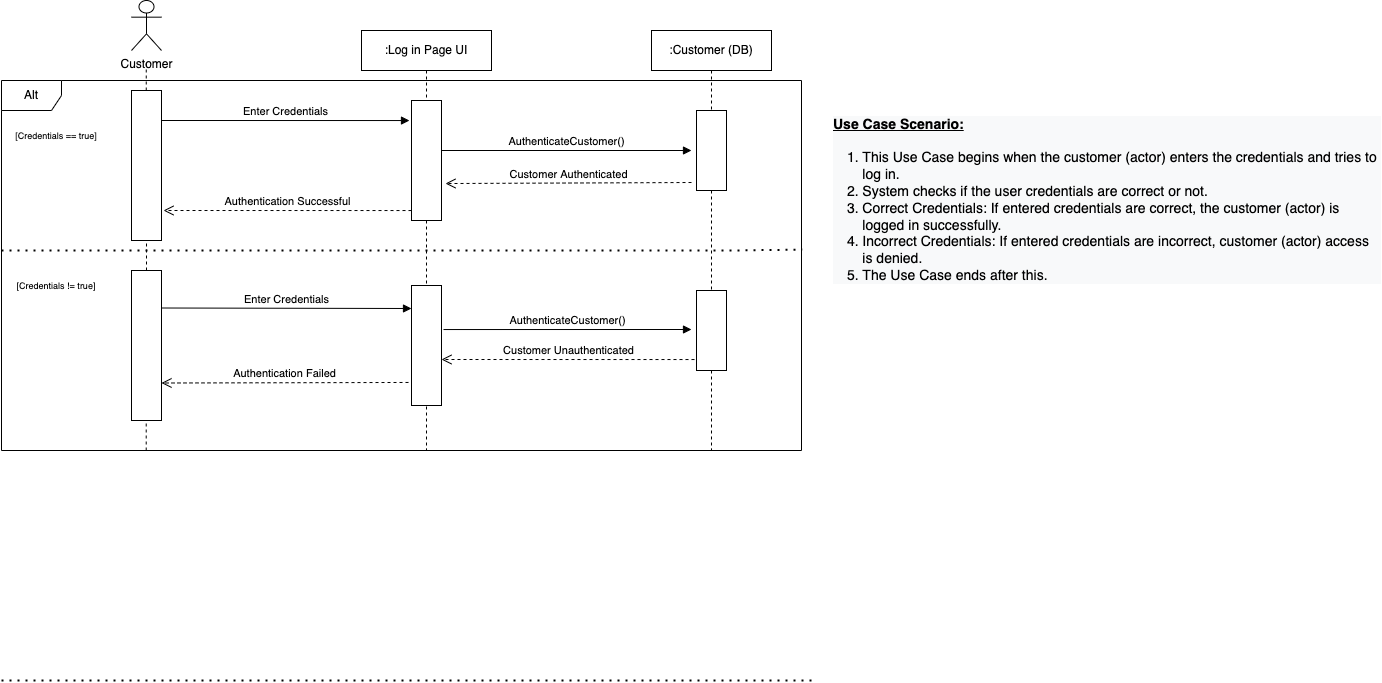 Customer
:Log in Page UI
:Customer (DB)
Alt
[Credentials == true]
Enter Credentials
AuthenticateCustomer()
Customer Authenticated
Authentication Successful
[Credentials != true]
Enter Credentials
AuthenticateCustomer()
Customer Unauthenticated
Authentication Failed
Use Case Scenario:
1. This Use Case begins when the customer (actor) enters the credentials and tries to
log in.
2. System checks if the user credentials are correct or not.
3. Correct Credentials: If entered credentials are correct, the customer (actor) is
logged in successfully.
4. Incorrect Credentials: If entered credentials are incorrect, customer (actor) access
is denied.
5. The Use Case ends after this.